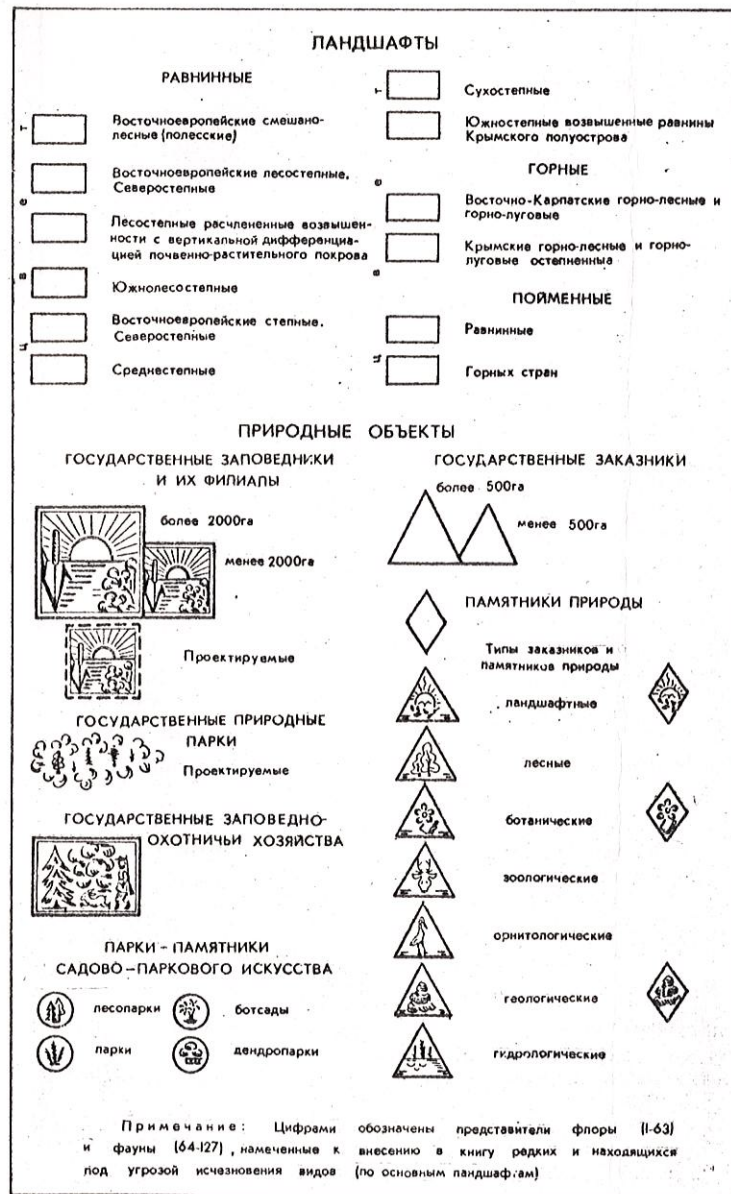 ЛАНДШАФТЫ
РАВНИННЫЕ
Т
Восточноевропейские смешано-
лесные (полесские)
Восточноевропейские лесостепные.
Северостепные
Е
Лесостепные расчлененные возвышен-
ности с вертикальной дифференциа-
цией почвенно-растительного покрова
В
Южнолесостепные
Восточноевропейские степные.
Северостепные
Ц
Среднестепные
Т
Сухостепные
Южностепные возвышенные равнины
Крымского полуострова
ГОРНЫЕ
Е
Восточно-Карпатские горно-лесные и
горно-луговые
Крымские горно-лесные и горно-
луговые остепненные
В
ПОЙМЕННЫЕ
Равнинные
Ц
Горных стран
ПРИРОДНЫЕ ОБЪЕКТЫ
ГОСУДАРСТВЕННЫЕ ЗАПОВЕДНИКИ
И ИХ ФИЛИАЛЫ
более 2000га
менее 2000га
Проектируемые
ГОСУДАРСТВЕННЫЕ ПРИРОДНЫЕ
ПАРКИ
Проектируемые
ГОСУДАРСТВЕННЫЕ ЗАПОВЕДНО-
ОХОТНИЧЬИ ХОЗЯЙСТВА
ПАРКИ-ПАМЯТНИКИ
САДОВО-ПАРКОВОГО ИСКУССТВА
лесопарки ботсады
парки дендропарки
ГОСУДАРСТВЕННЫЕ ЗАКАЗНИКИ
более 500га
менее 500га
ПАМЯТНИКИ ПРИРОДЫ
Типы заказников и
памятников природы
ландшафтные
лесные
ботанические
зоологические
орнитологические
геологические
гидрологические
Примечание: Цифрами обозначены представители флоры (1-63)
и фауны (64-127), намеченные к внесению в книгу редких и находящихся
под угрозой исчезновения видов (по основным ландшафтам)